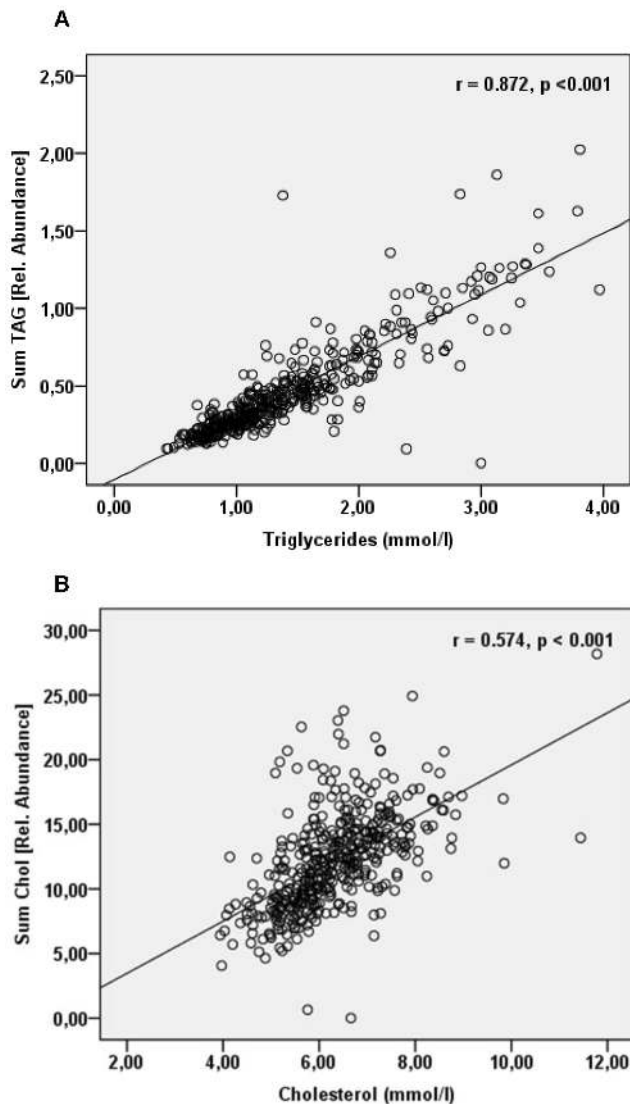 A
r = 0.872, p <0.001
Sum TAG [Rel. Abundance]
2,50
2,00
1,50
1,00
0,50
0,00
0,00 1,00 2,00 3,00 4,00
Triglycerides (mmol/l)
B
r = 0.574, p < 0.001
Sum Chol [Rel. Abundance]
30,00
25,00
20,00
15,00
10,00
5,00
0,00
2,00 4,00 6,00 8,00 10,00 12,00
Cholesterol (mmol/l)